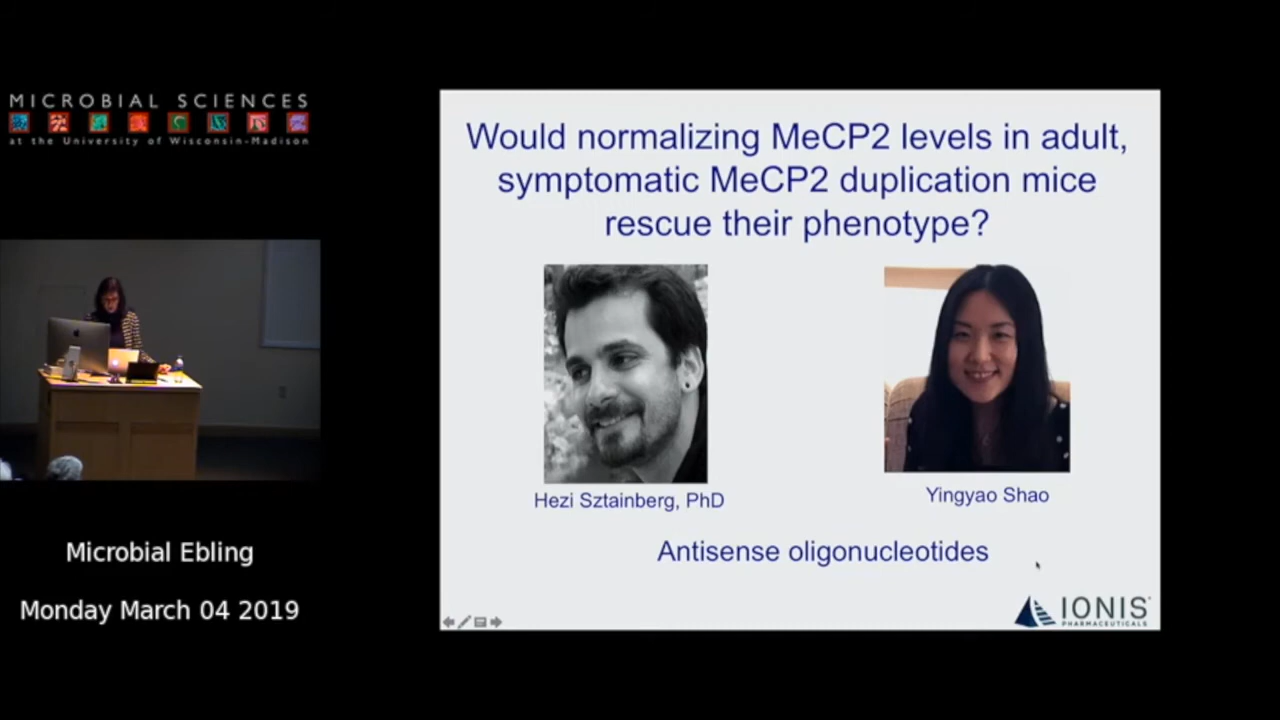 MICROBIAL SCIENCES
at the University of Wisconsin-Madison
Microbial Ebling
Monday March 04 2019
Would normalizing MeCP2 levels in adult,
symptomatic MeCP2 duplication mice
rescue their phenotype?
Hezi Sztainberg, PhD
Yingyao Shao
Antisense oligonucleotides
IONIS
PHARMACEUTICALS